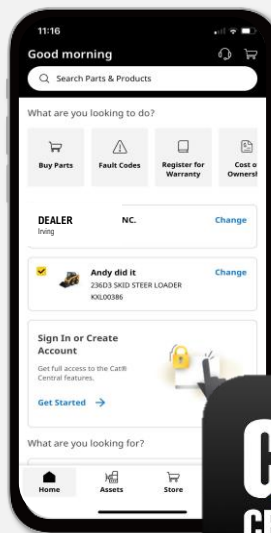 11:16
Good morning
Search Parts & Products
What are you looking to do?
Buy Parts
Fault Codes
Register for
Warranty
Cost
DEALER NC. Change
Irving
Andy did it Change
236D3 SKID STEER LOADER
KXL00386
Sign In or Create
Account
Get full access to the Cat®
Central features.
Get Started
What are you looking for?
Home
Assets
Store